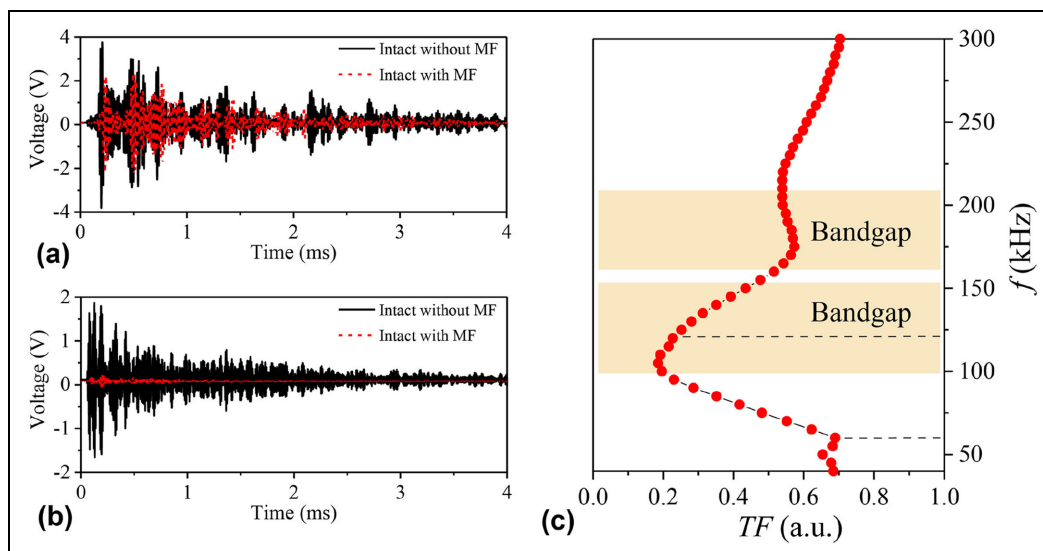 4
2
0
-2
-4
Voltage (V)
Intact without MF
Intact with MF
0
1
2
3
4
Time (ms)
(a)
2
1
0
-1
-2
Voltage (V)
Intact without MF
Intact with MF
0
1
2
3
4
Time (ms)
(b)
Bandgap
Bandgap
300
250
200
150
100
50
f (kHz)
0.0
0.2
0.4
0.6
0.8
1.0
TF (a.u.)
(c)